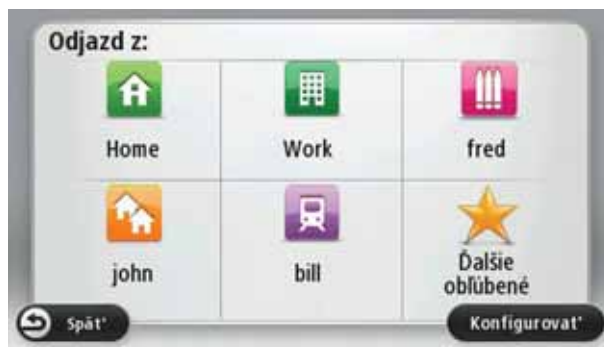 Odjazd z:
Home
Work
fred
john
bill
Ďalšie
obľúbené
Späť
Konfigurovať